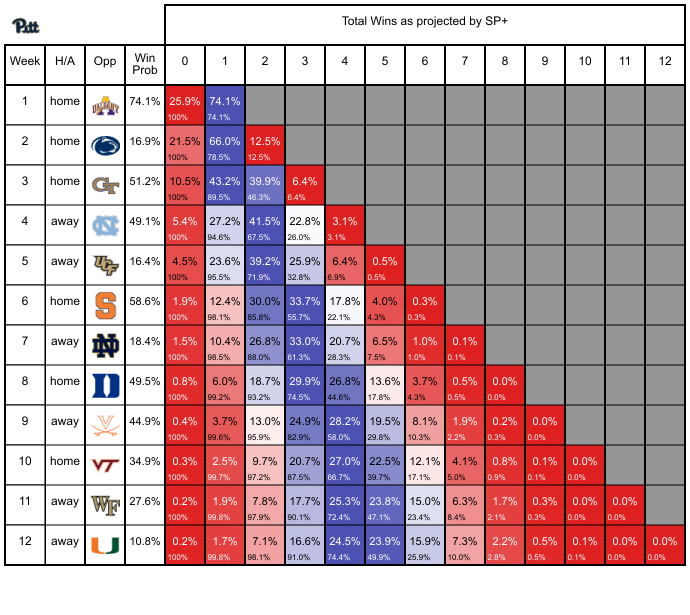 Pitt
Total Wins as projected by SP+
Week H/A Opp Win Prob 0 1 2 3 4 5 6 7 8 9 10 11 12
1 home ALBANY 74.1% 25.9% 74.1%
100% 74.1%
2 home 16.9% 21.5% 66.0% 12.5%
100% 78.5% 12.5%
3 home GT 51.2% 10.5% 43.2% 39.9% 6.4%
100% 89.5% 46.3% 6.4%
4 away NC 49.1% 5.4% 27.2% 41.5% 22.8% 3.1%
100% 94.6% 67.5% 26.0% 3.1%
5 away UCF 16.4% 4.5% 23.6% 39.2% 25.9% 6.4% 0.5%
100% 95.5% 71.9% 32.8% 6.9% 0.5%
6 home S 58.6% 1.9% 12.4% 30.0% 33.7% 17.8% 4.0% 0.3%
100% 98.1% 85.8% 55.7% 22.1% 4.3% 0.3%
7 away ND 18.4% 1.5% 10.4% 26.8% 33.0% 20.7% 6.5% 1.0% 0.1%
100% 98.5% 88.0% 61.3% 28.3% 7.5% 1.0% 0.1%
8 home D 49.5% 0.8% 6.0% 18.7% 29.9% 26.8% 13.6% 3.7% 0.5% 0.0%
100% 99.2% 93.2% 74.5% 44.6% 17.8% 4.3% 0.5% 0.0%
9 away V 44.9% 0.4% 3.7% 13.0% 24.9% 28.2% 19.5% 8.1% 1.9% 0.2% 0.0%
100% 99.6% 95.9% 82.9% 58.0% 29.8% 10.3% 2.2% 0.3% 0.0%
10 home VT 34.9% 0.3% 2.5% 9.7% 20.7% 27.0% 22.5% 12.1% 4.1% 0.8% 0.1% 0.0%
100% 99.7% 97.2% 87.5% 66.7% 39.7% 17.1% 5.0% 0.9% 0.1% 0.0%
11 away WF 27.6% 0.2% 1.9% 7.8% 17.7% 25.3% 23.8% 15.0% 6.3% 1.7% 0.3% 0.0% 0.0%
100% 99.8% 97.9% 90.1% 72.4% 47.1% 23.4% 8.4% 2.1% 0.3% 0.0% 0.0%
12 away U 10.8% 0.2% 1.7% 7.1% 16.6% 24.5% 23.9% 15.9% 7.3% 2.2% 0.5% 0.1% 0.0% 0.0%
100% 99.8% 98.1% 91.0% 74.4% 49.9% 25.9% 10.0% 2.8% 0.5% 0.1% 0.0% 0.0%